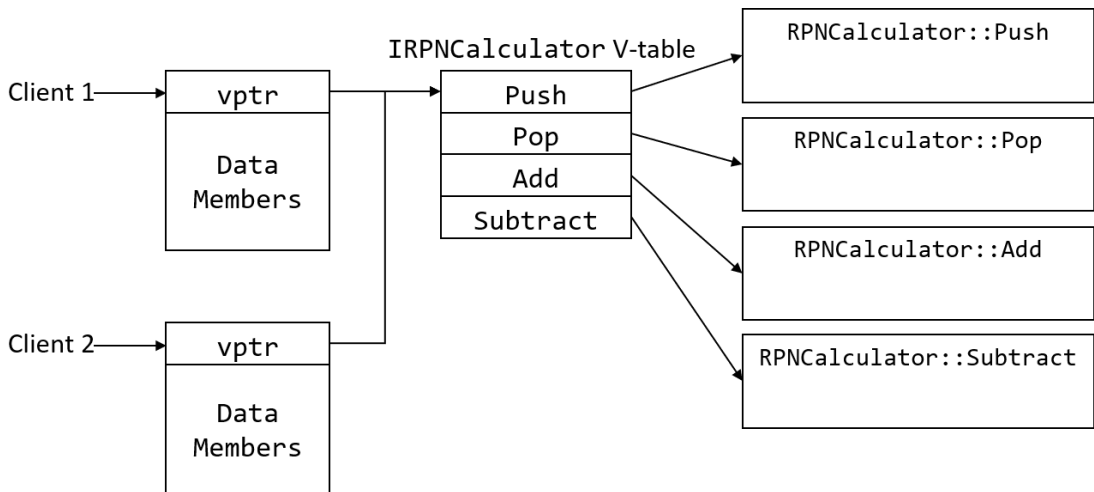 IRPNCalculator V-table
Client 1
vptr
Data
Members
Push
Pop
Add
Subtract
RPNCalculator::Push
RPNCalculator::Pop
RPNCalculator::Add
RPNCalculator::Subtract
Client 2
vptr
Data
Members